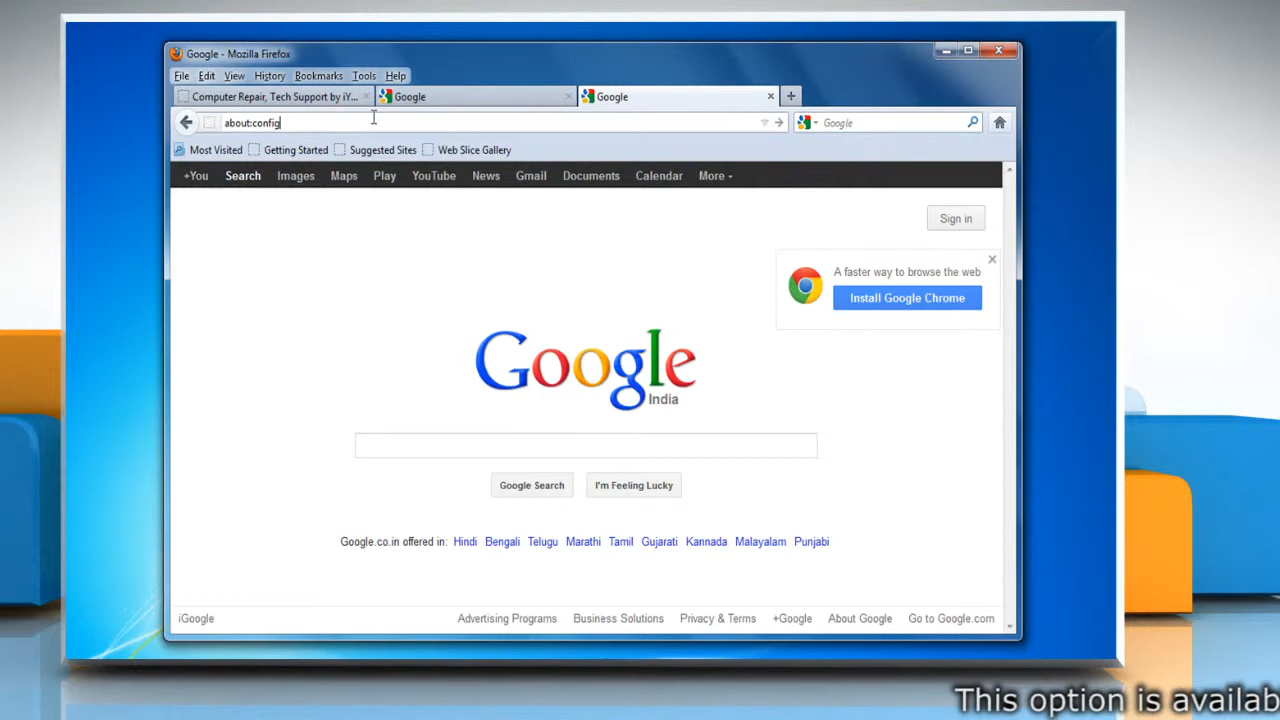 Google - Mozilla Firefox
File Edit View History Bookmarks Tools Help
Computer Repair, Tech Support by iY... Google Google
about:config Google
Most Visited Getting Started Suggested Sites Web Slice Gallery
+You Search Images Maps Play YouTube News Gmail Documents Calendar More
Sign in
A faster way to browse the web
Install Google Chrome
Google
India
Google Search I'm Feeling Lucky
Google.co.in offered in: Hindi Bengali Telugu Marathi Tamil Gujarati Kannada Malayalam Punjabi
iGoogle Advertising Programs Business Solutions Privacy & Terms +Google About Google Go to Google.com
This option is availab